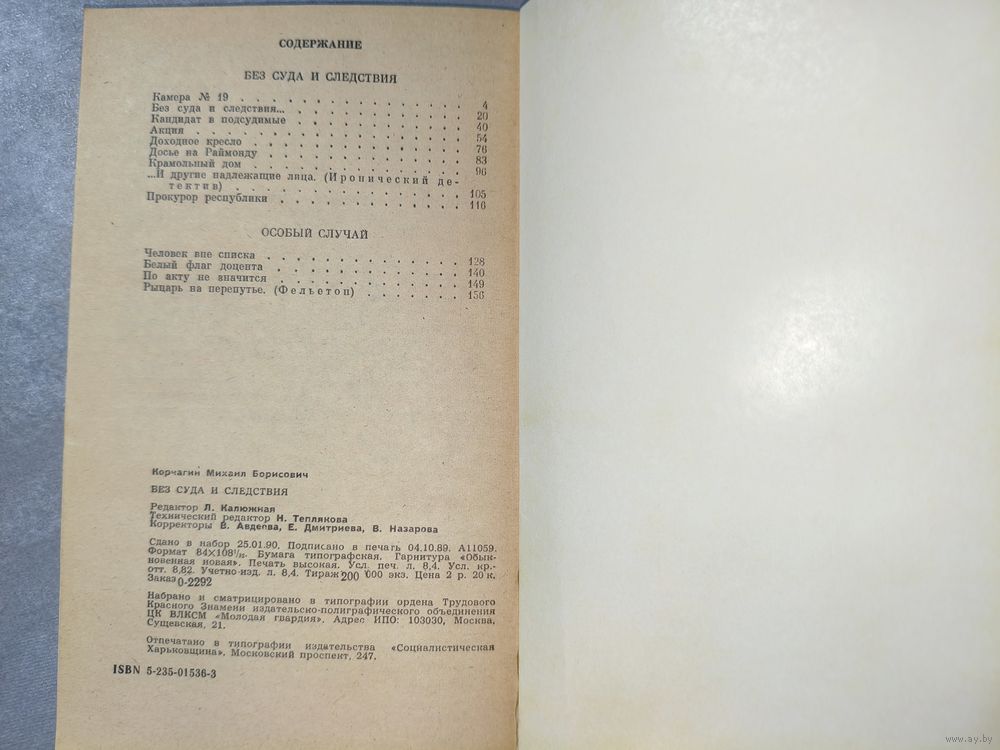 СОДЕРЖАНИЕ
БЕЗ СУДА И СЛЕДСТВИЯ
Камера № 19 . . . . . . . . . . . . . 4
Без суда и следствия... . . . . . . . . . . 20
Кандидат в подсудимые . . . . . . . . . . 40
Акция . . . . . . . . . . . . . . . 54
Доходное кресло . . . . . . . . . . . . 76
Досье на Раймонду . . . . . . . . . . . 83
Крамольный дом . . . . . . . . . . . . 96
...И другие надлежащие лица. (Иронический де-
тектив) . . . . . . . . . . . . . 105
Прокурор республики . . . . . . . . . . 116
ОСОБЫЙ СЛУЧАЙ
Человек вне списка . . . . . . . . . . . 128
Белый флаг доцента . . . . . . . . . . 140
По акту не значится . . . . . . . . . . 149
Рыцарь на перепутье. (Фельетон) . . . . . . 156
Корчагин Михаил Борисович
БЕЗ СУДА И СЛЕДСТВИЯ
Редактор Л. Калюжная
Технический редактор Н. Теплякова
Корректоры В. Авдеева, Е. Дмитриева, В. Назарова
Сдано в набор 25.01.90. Подписано в печать 04.10.89. А11059.
Формат 84×108¹/₃₂. Бумага типографская. Гарнитура «Обык-
новенная новая». Печать высокая. Усл. печ. л. 8,4. Усл. кр.-
отт. 8,82. Учетно-изд. л. 8,4. Тираж 200 000 экз. Цена 2 р. 20 к.
Заказ 0-2292
Набрано и сматрицировано в типографии ордена Трудового
Красного Знамени издательско-полиграфического объединения
ЦК ВЛКСМ «Молодая гвардия». Адрес ИПО: 103030, Москва,
Сущевская, 21.
Отпечатано в типографии издательства «Социалистическая
Харьковщина». Московский проспект, 247.
ISBN 5-235-01536-3
www.ay.by